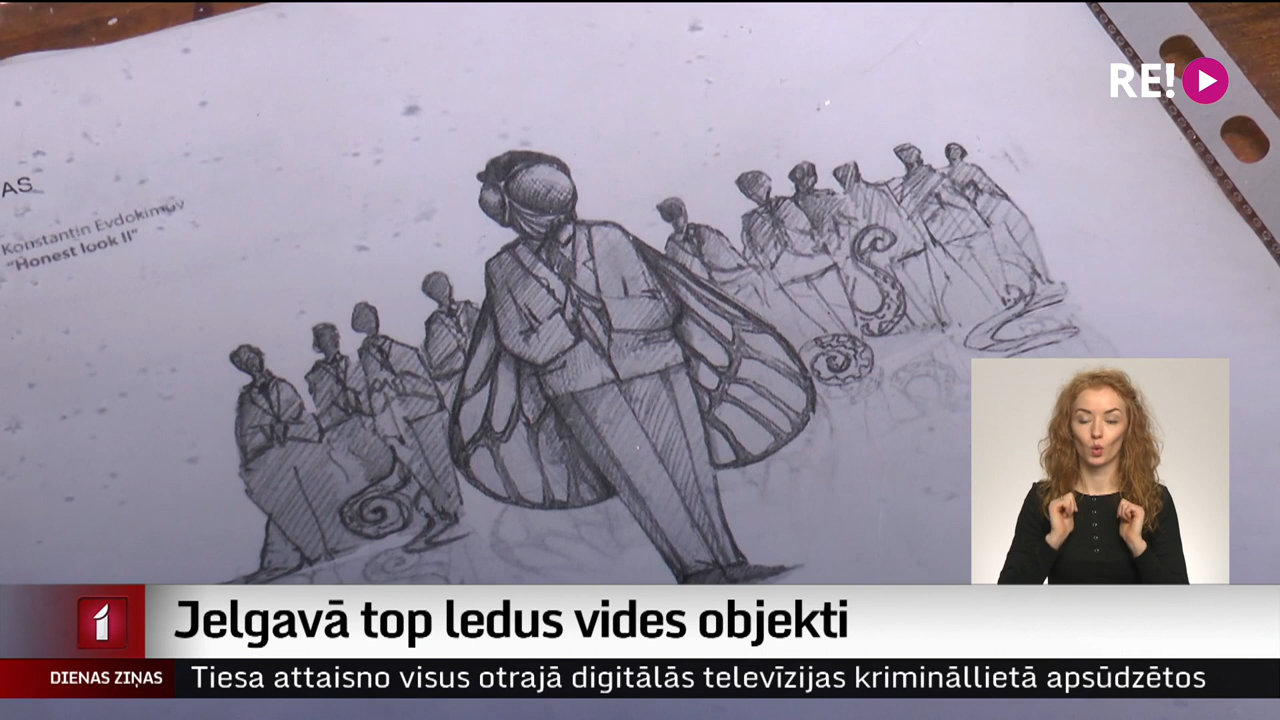 RE!
AS
Konstantin Evdokimov
"Honest look II"
1
Jelgavā top ledus vides objekti
DIENAS ZIŅAS
Tiesa attaisno visus otrajā digitālās televīzijas krimināllietā apsūdzētos